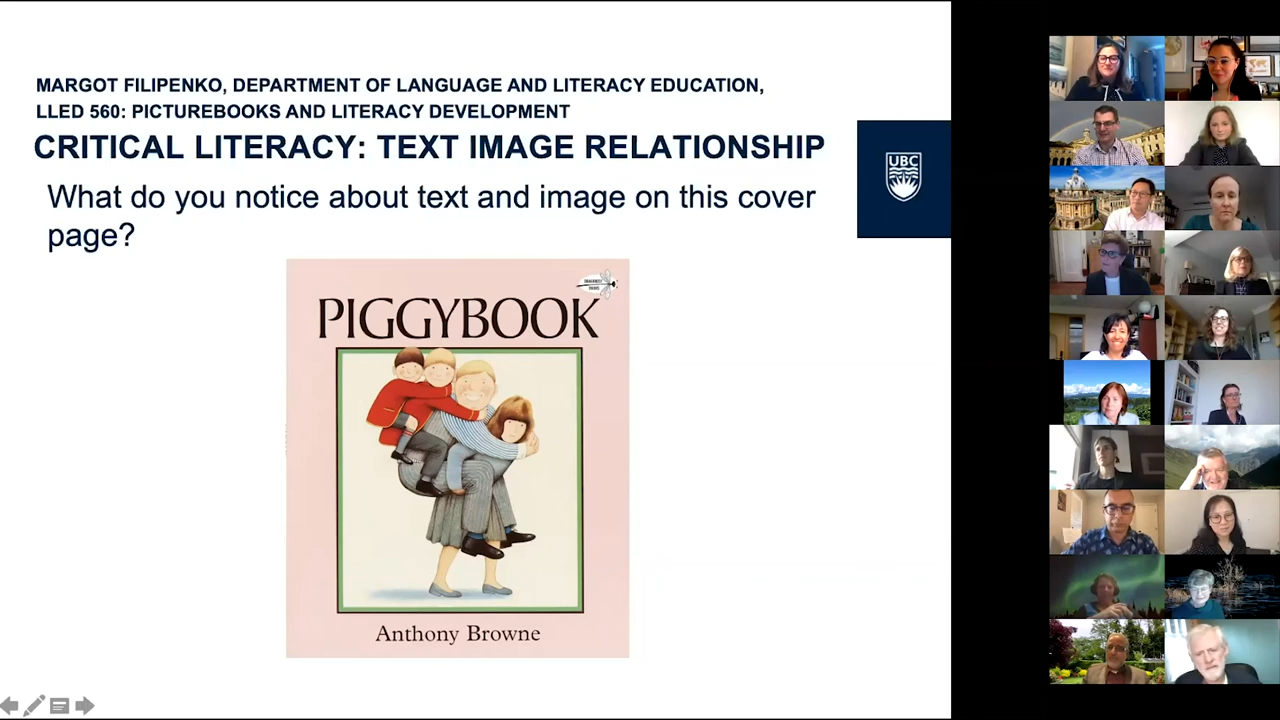 MARGOT FILIPENKO, DEPARTMENT OF LANGUAGE AND LITERACY EDUCATION,
LLED 560: PICTUREBOOKS AND LITERACY DEVELOPMENT
CRITICAL LITERACY: TEXT IMAGE RELATIONSHIP
What do you notice about text and image on this cover
page?
UBC
PIGGYBOOK
Anthony Browne